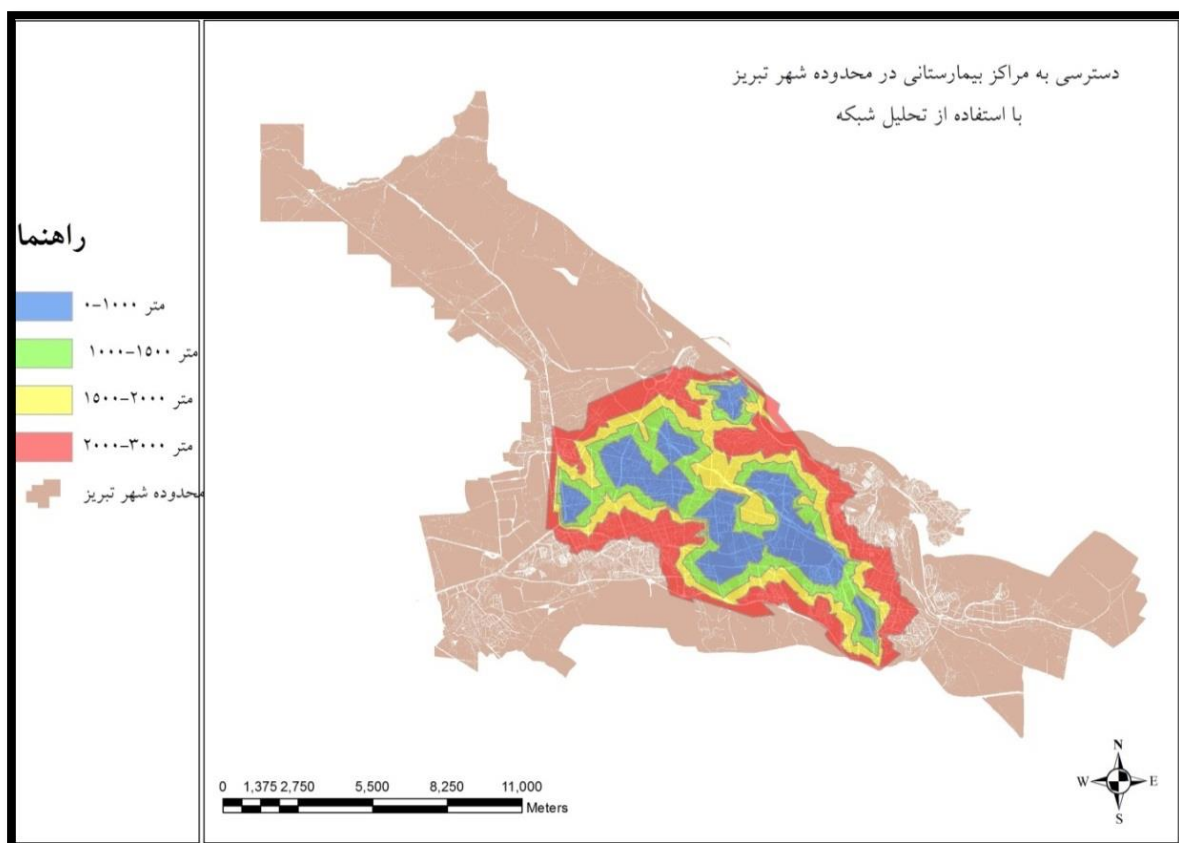 دسترسی به مراکز بیمارستانی در محدوده شهر تبریز
با استفاده از تحلیل شبکه
راهنما
متر ۱۰۰۰-۰
متر ۱۵۰۰-۱۰۰۰
متر ۲۰۰۰-۱۵۰۰
متر ۳۰۰۰-۲۰۰۰
محدوده شهر تبریز
0 1,375 2,750 5,500 8,250 11,000
Meters
N
W E
S